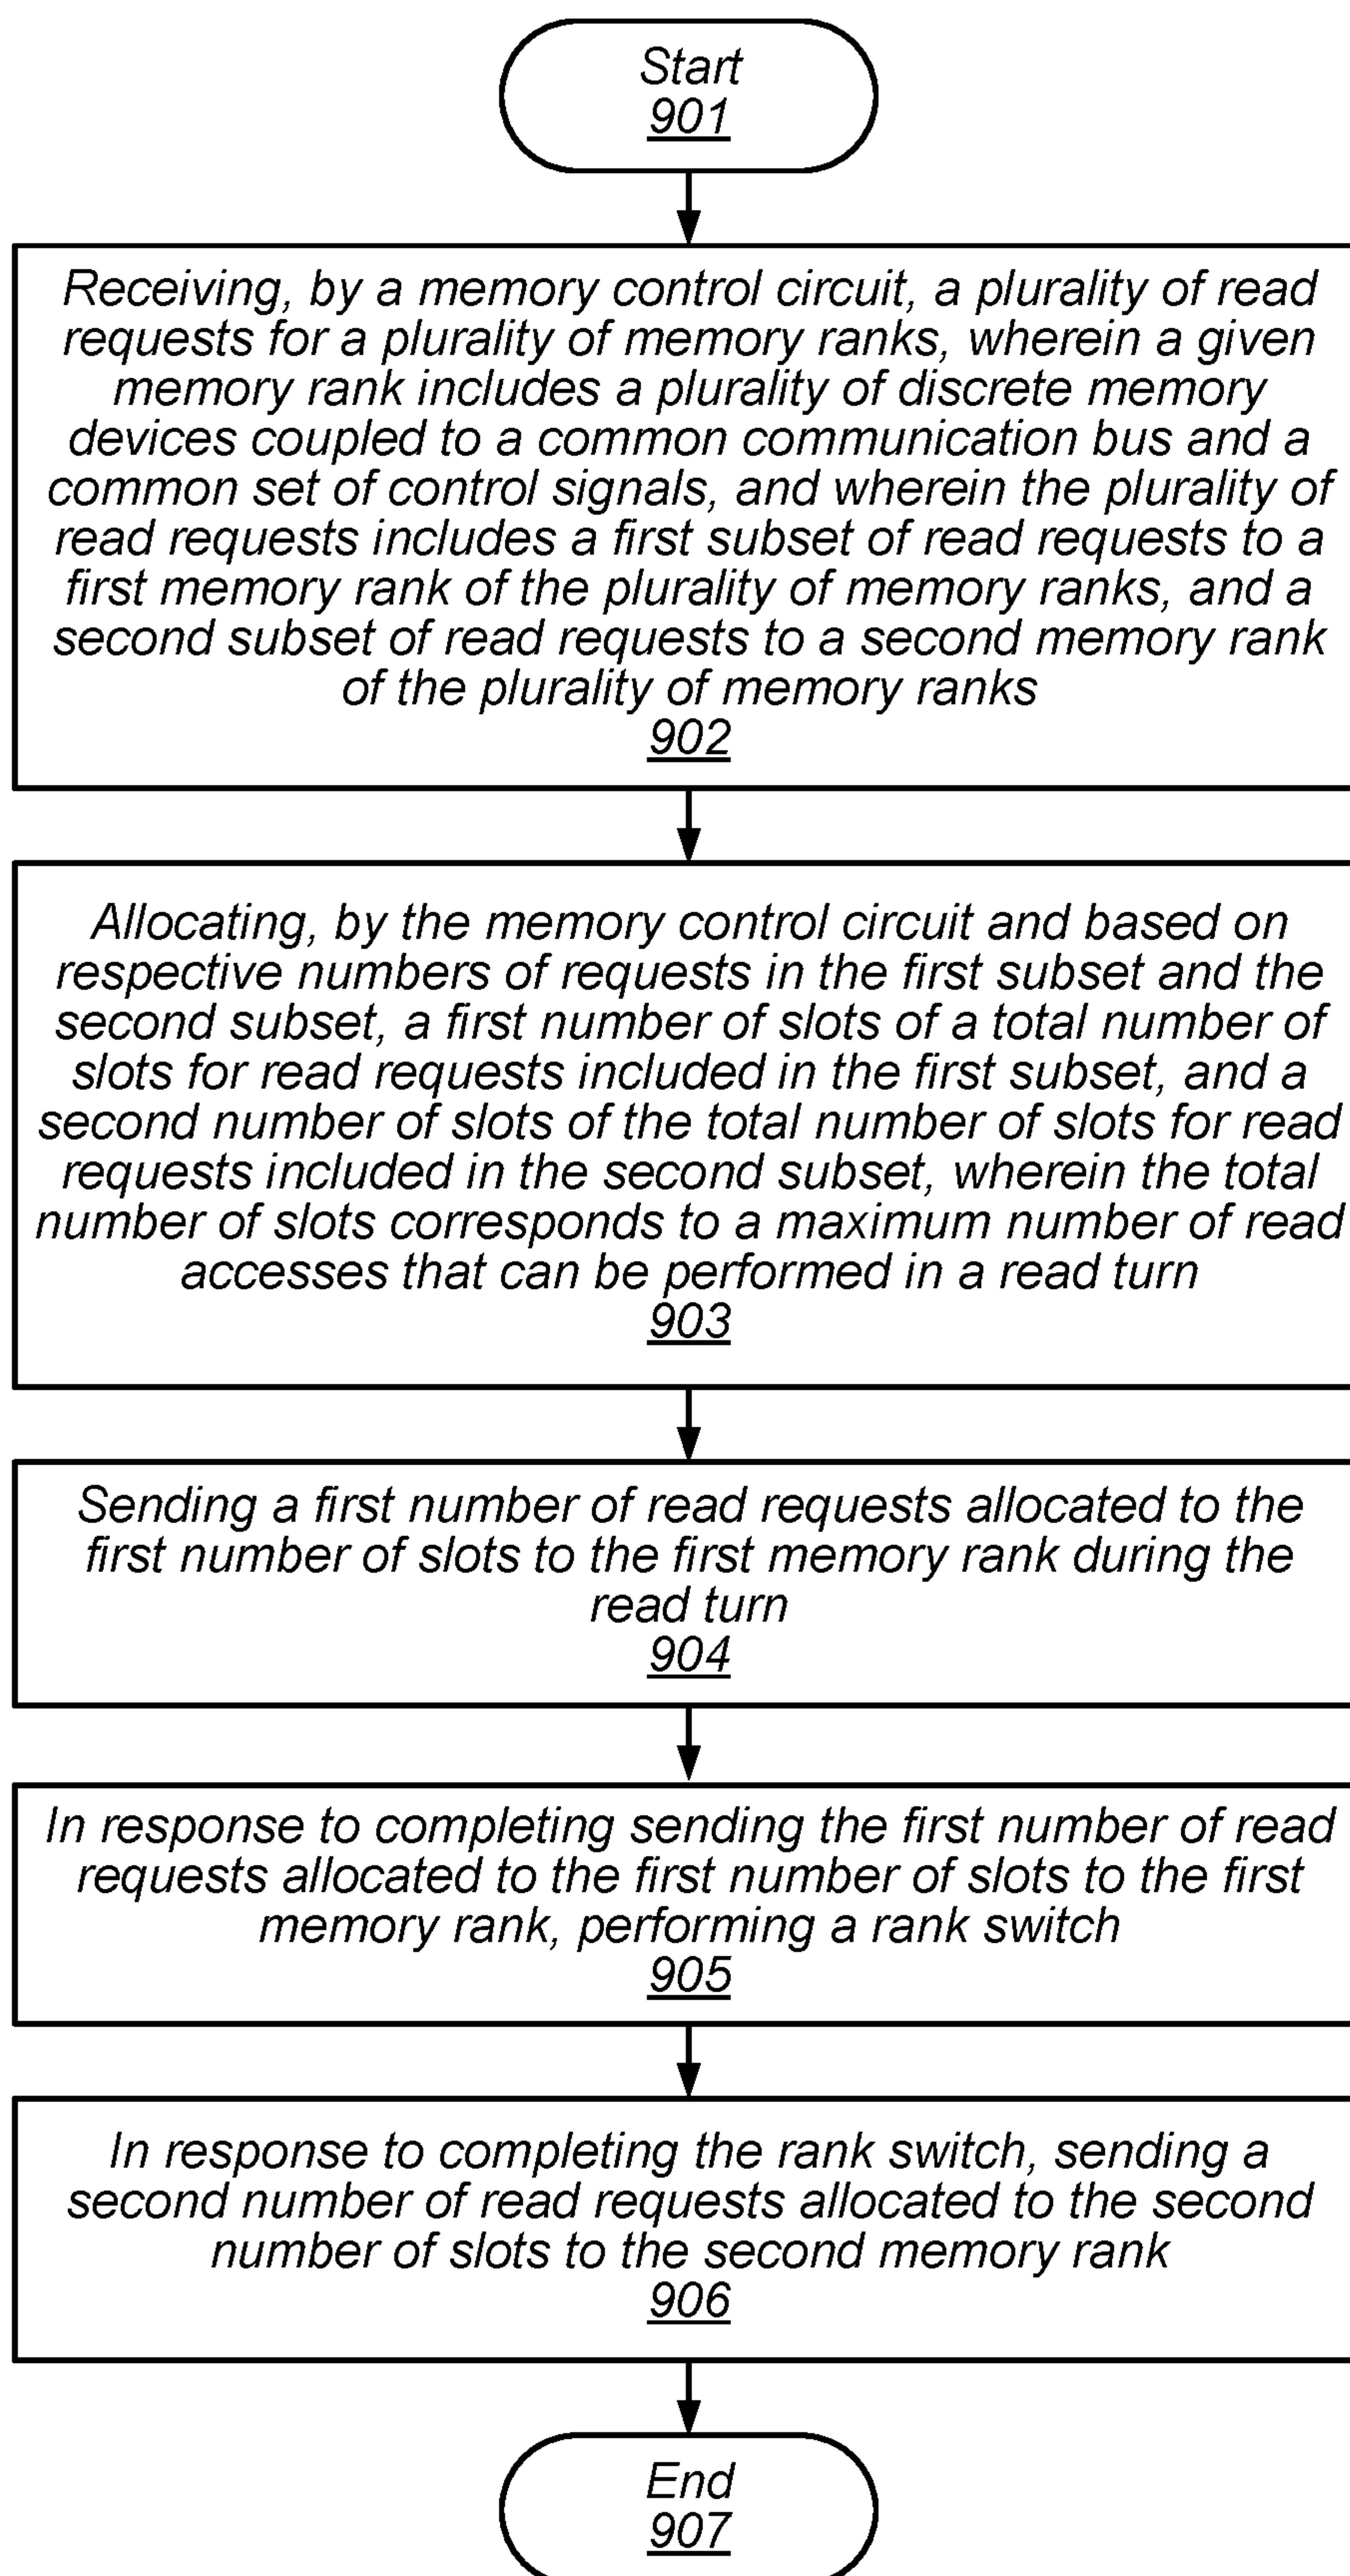 Start
901
Receiving, by a memory control circuit, a plurality of read
requests for a plurality of memory ranks, wherein a given
memory rank includes a plurality of discrete memory
devices coupled to a common communication bus and a
common set of control signals, and wherein the plurality of
read requests includes a first subset of read requests to a
first memory rank of the plurality of memory ranks, and a
second subset of read requests to a second memory rank
of the plurality of memory ranks
902
Allocating, by the memory control circuit and based on
respective numbers of requests in the first subset and the
second subset, a first number of slots of a total number of
slots for read requests included in the first subset, and a
second number of slots of the total number of slots for read
requests included in the second subset, wherein the total
number of slots corresponds to a maximum number of read
accesses that can be performed in a read turn
903
Sending a first number of read requests allocated to the
first number of slots to the first memory rank during the
read turn
904
In response to completing sending the first number of read
requests allocated to the first number of slots to the first
memory rank, performing a rank switch
905
In response to completing the rank switch, sending a
second number of read requests allocated to the second
number of slots to the second memory rank
906
End
907